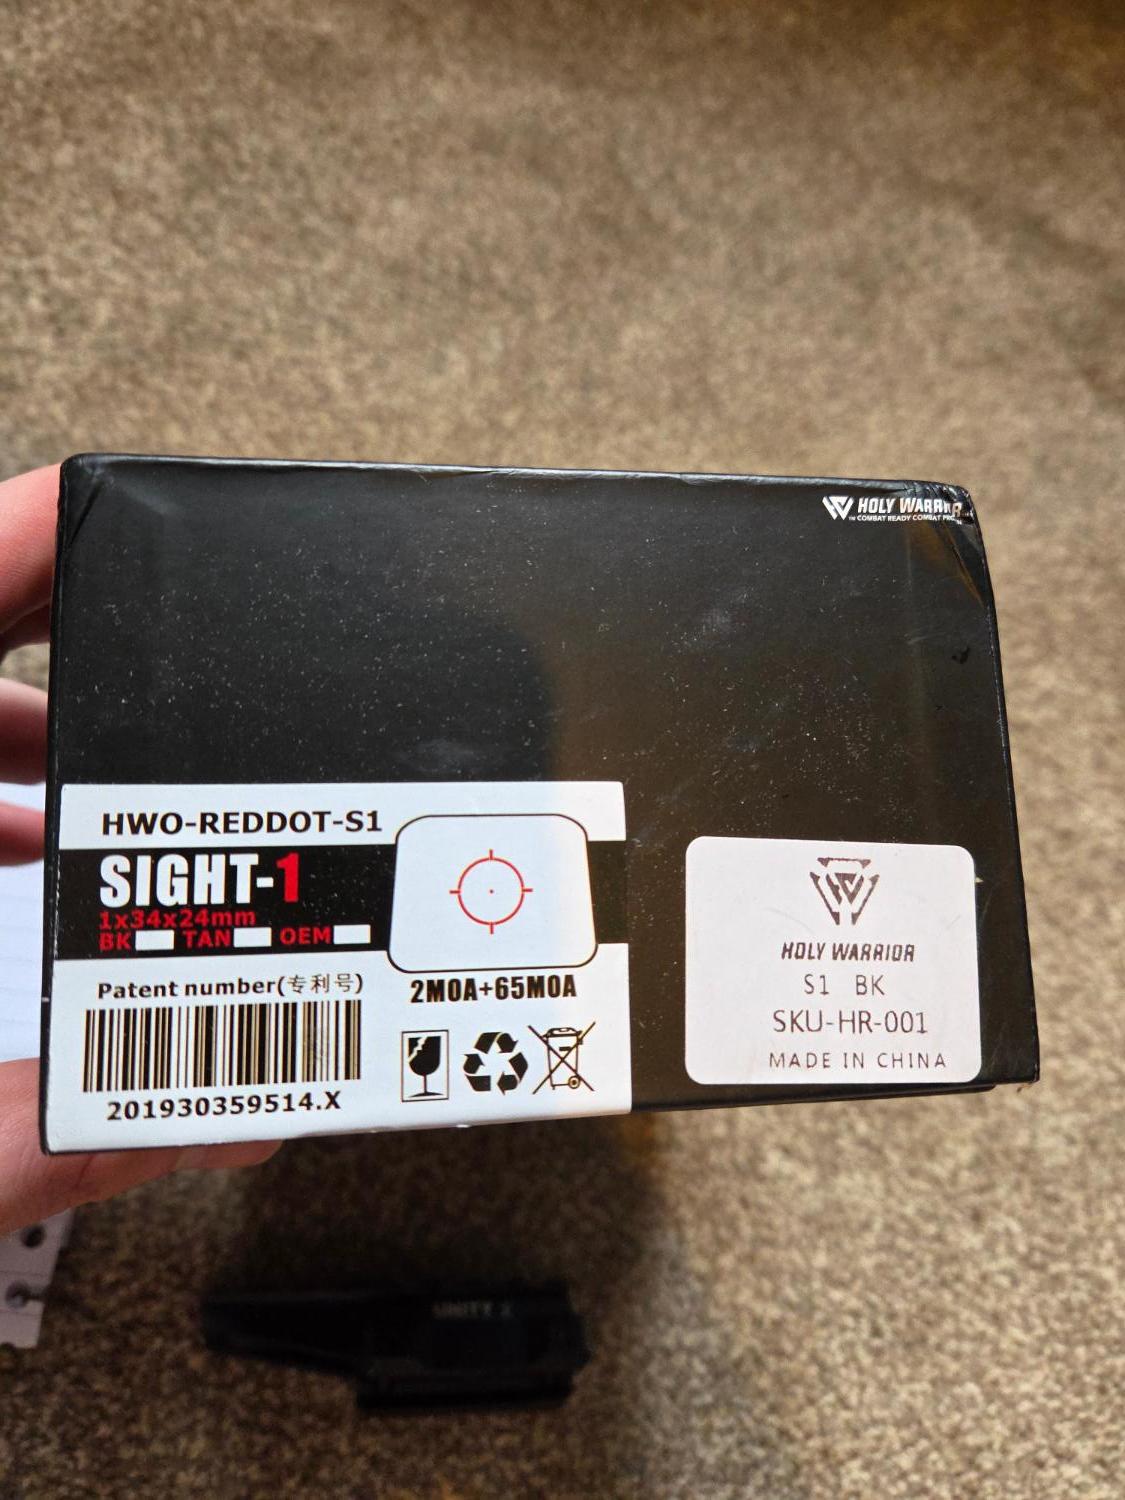 HOLY WARRIOR
COMBAT READY COMBAT
HWO-REDDOT-S1
SIGHT-1
1x34x24mm
BK TAN OEM
Patent number(专利号)
2MOA+65MOA
201930359514.X
HOLY WARRIOR
S1 BK
SKU-HR-001
MADE IN CHINA
UNITY